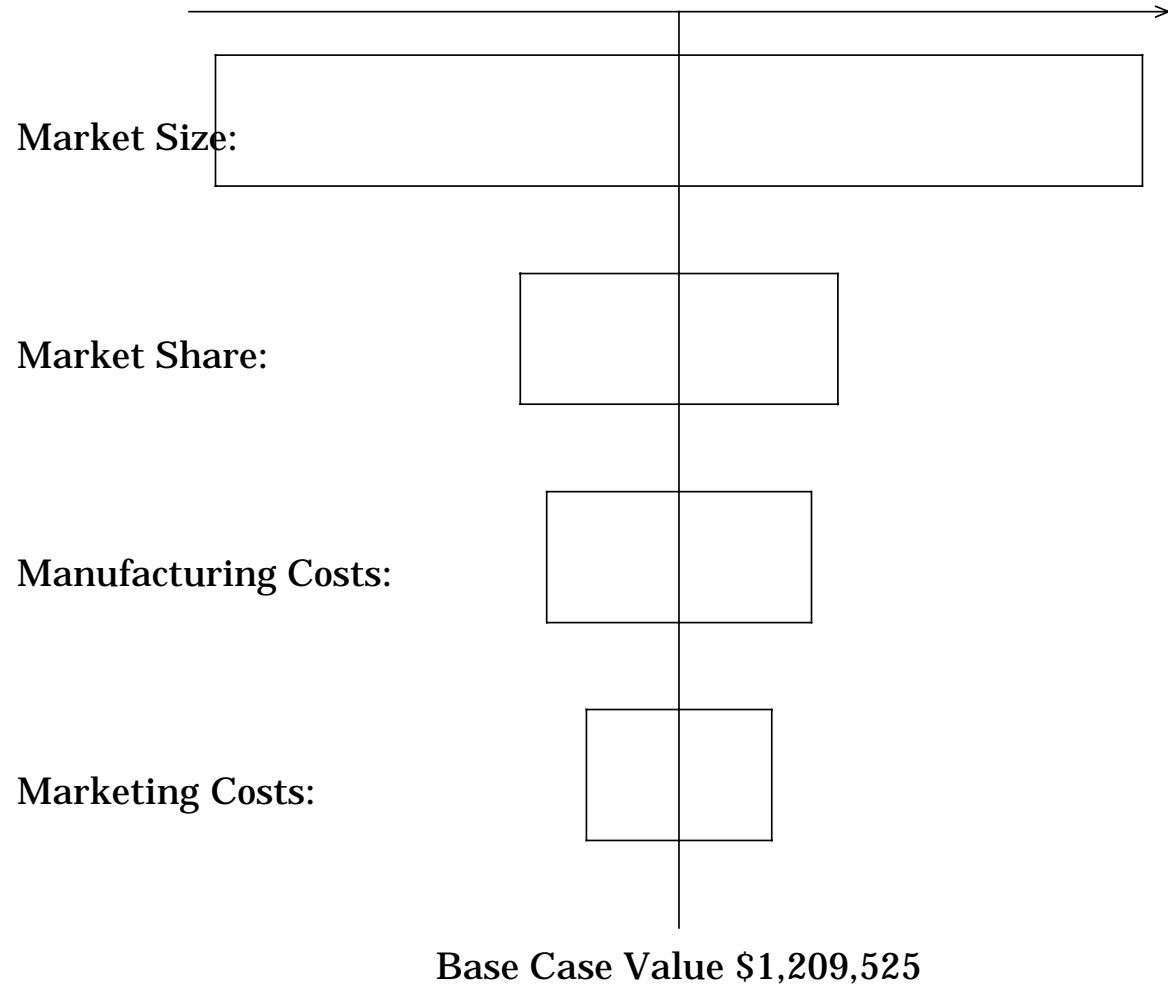 Market Size:
Market Share:
Manufacturing Costs:
Marketing Costs:
Base Case Value $1,209,525